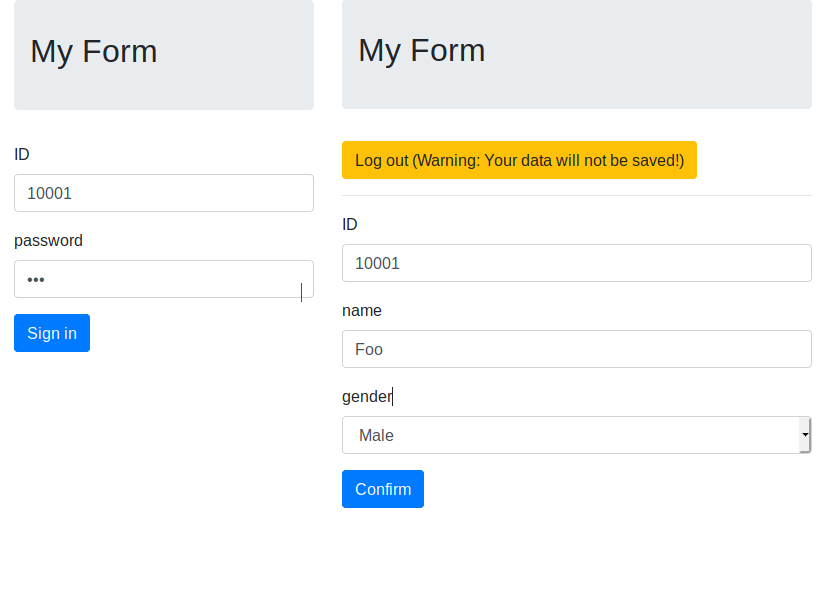 My Form
ID
10001
password
•••
Sign in
My Form
Log out (Warning: Your data will not be saved!)
ID
10001
name
Foo
gender
Male
Confirm